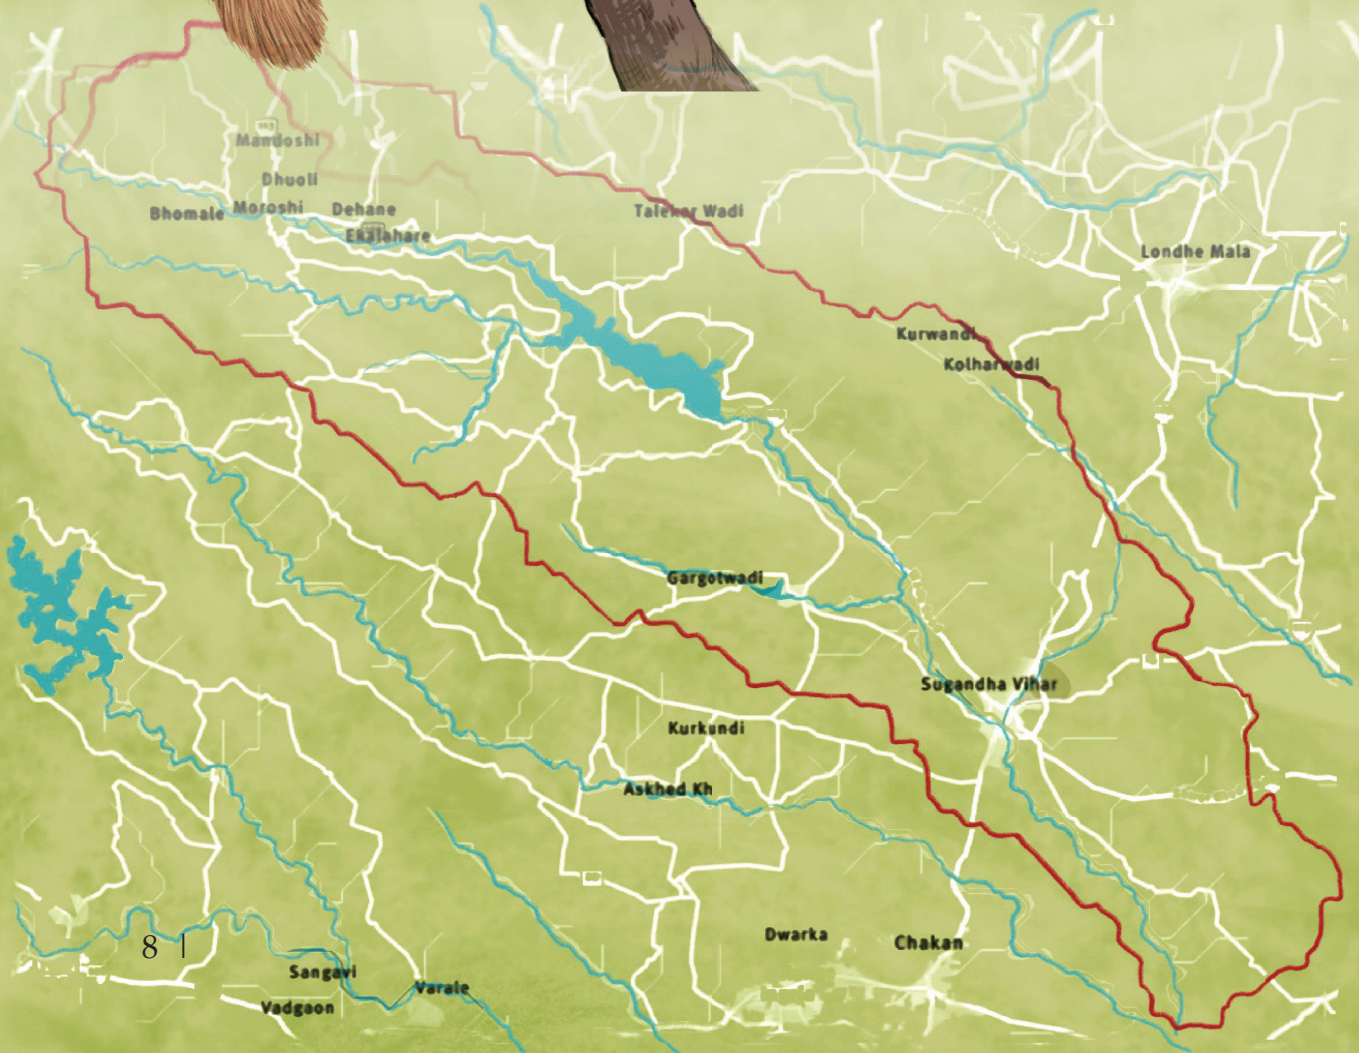 Mandoshi
Dhuoli
Bhomale
Moroshi
Dehane
Ekalahare
Talekar Wadi
Londhe Mala
Kurwandi
Kolharwadi
Gargotwadi
Sugandha Vihar
Kurkundi
Askhed Kh
Dwarka
Chakan
8 |
Sangavi
Varale
Vadgaon